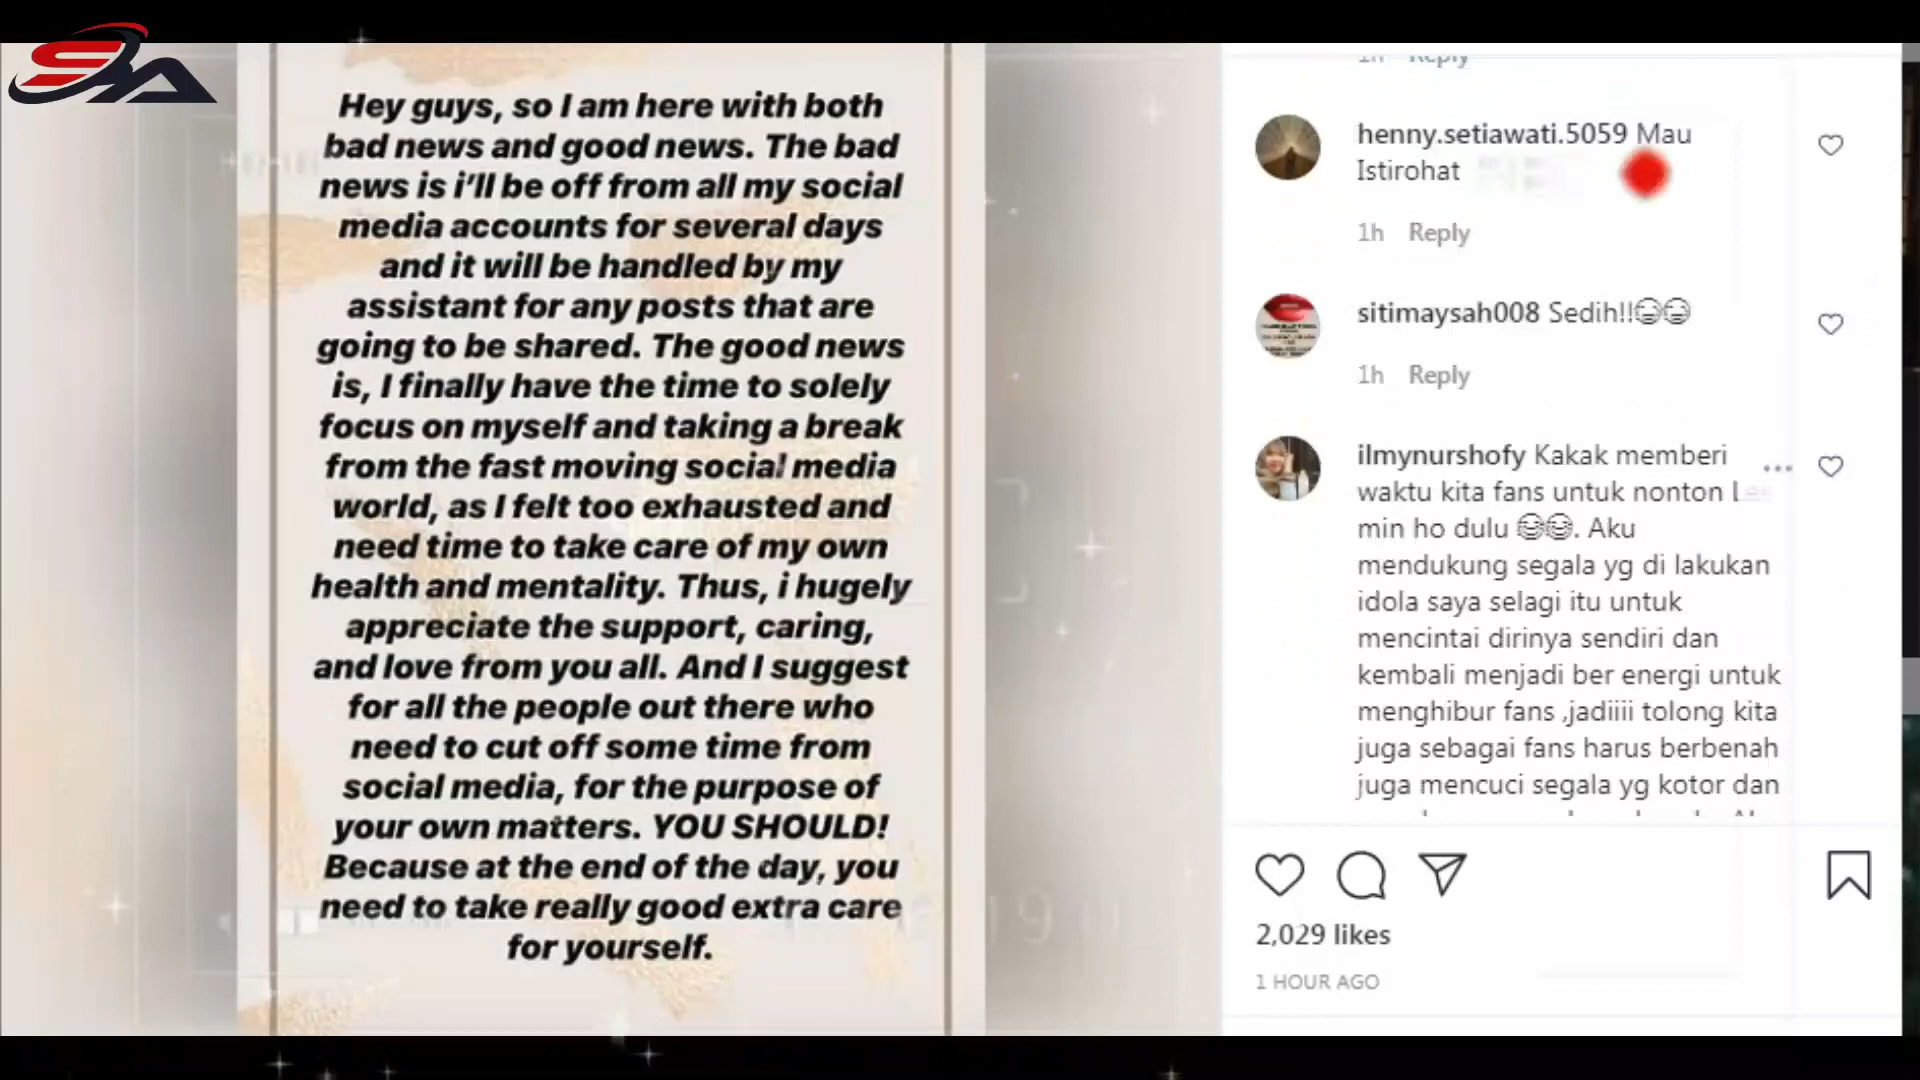 SA
Hey guys, so I am here with both
bad news and good news. The bad
news is i'll be off from all my social
media accounts for several days
and it will be handled by my
assistant for any posts that are
going to be shared. The good news
is, I finally have the time to solely
focus on myself and taking a break
from the fast moving social media
world, as I felt too exhausted and
need time to take care of my own
health and mentality. Thus, i hugely
appreciate the support, caring,
and love from you all. And I suggest
for all the people out there who
need to cut off some time from
social media, for the purpose of
your own matters. YOU SHOULD!
Because at the end of the day, you
need to take really good extra care
for yourself.
1h Reply
henny.setiawati.5059 Mau
Istirohat
1h Reply
sitimaysah008 Sedih!!
1h Reply
ilmynurshofy Kakak memberi
waktu kita fans untuk nonton Lee
min ho dulu 😂😂. Aku
mendukung segala yg di lakukan
idola saya selagi itu untuk
mencintai dirinya sendiri dan
kembali menjadi ber energi untuk
menghibur fans ,jadiiii tolong kita
juga sebagai fans harus berbenah
juga mencuci segala yg kotor dan
2,029 likes
1 HOUR AGO